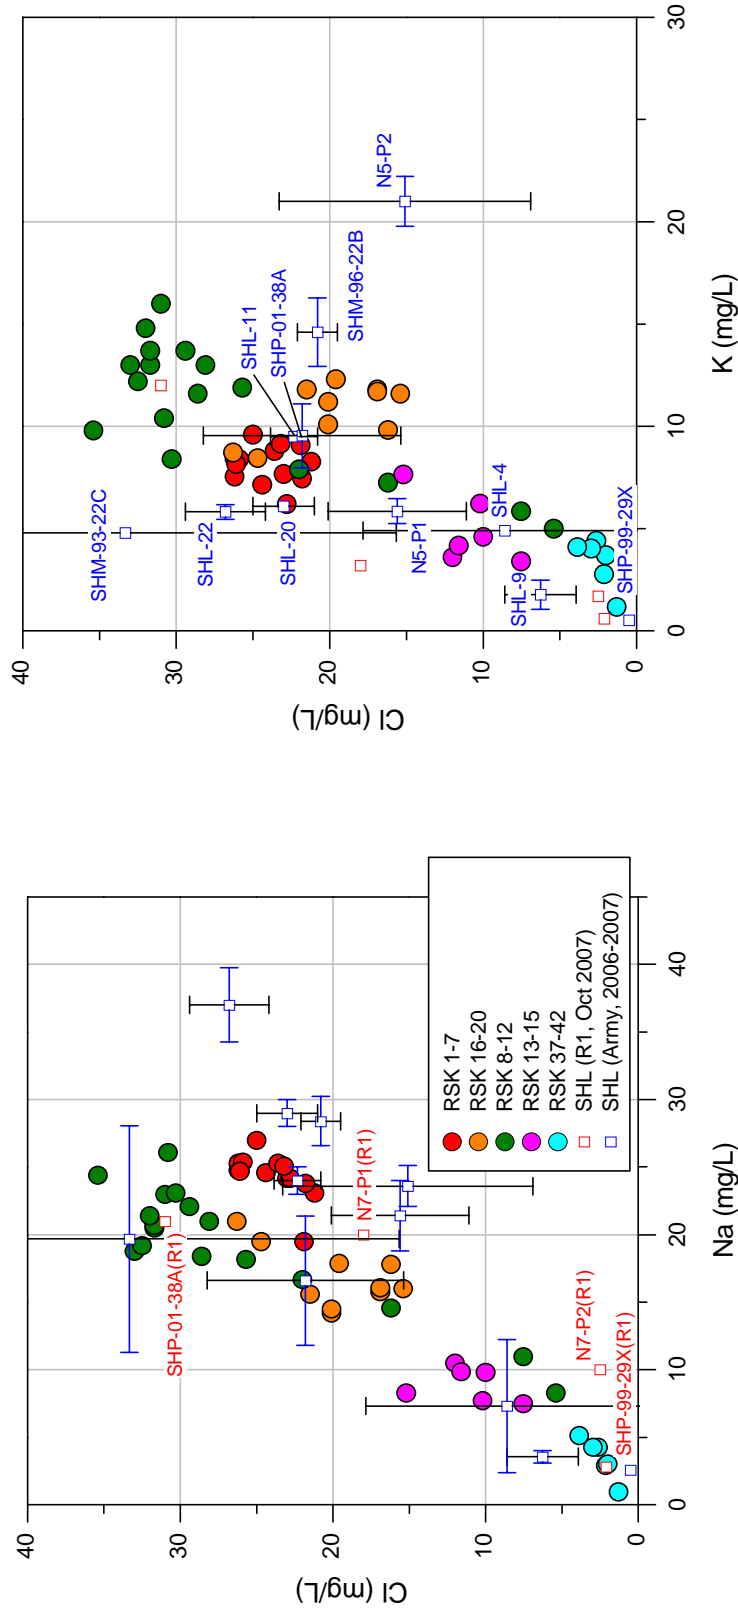 40
30
20
10
0
Cl (mg/L)
0
10
20
30
40
Na (mg/L)
SHP-01-38A(R1)
N7-P1(R1)
N7-P2(R1)
SHP-99-29X(R1)
RSK 1-7
RSK 16-20
RSK 8-12
RSK 13-15
RSK 37-42
SHL (R1, Oct 2007)
SHL (Army, 2006-2007)
40
30
20
10
0
Cl (mg/L)
0
10
20
30
K (mg/L)
SHM-93-22C
SHL-22
SHL-20
SHL-11
SHP-01-38A
SHM-96-22B
N5-P2
N5-P1
SHL-4
SHL-9
SHP-99-29X